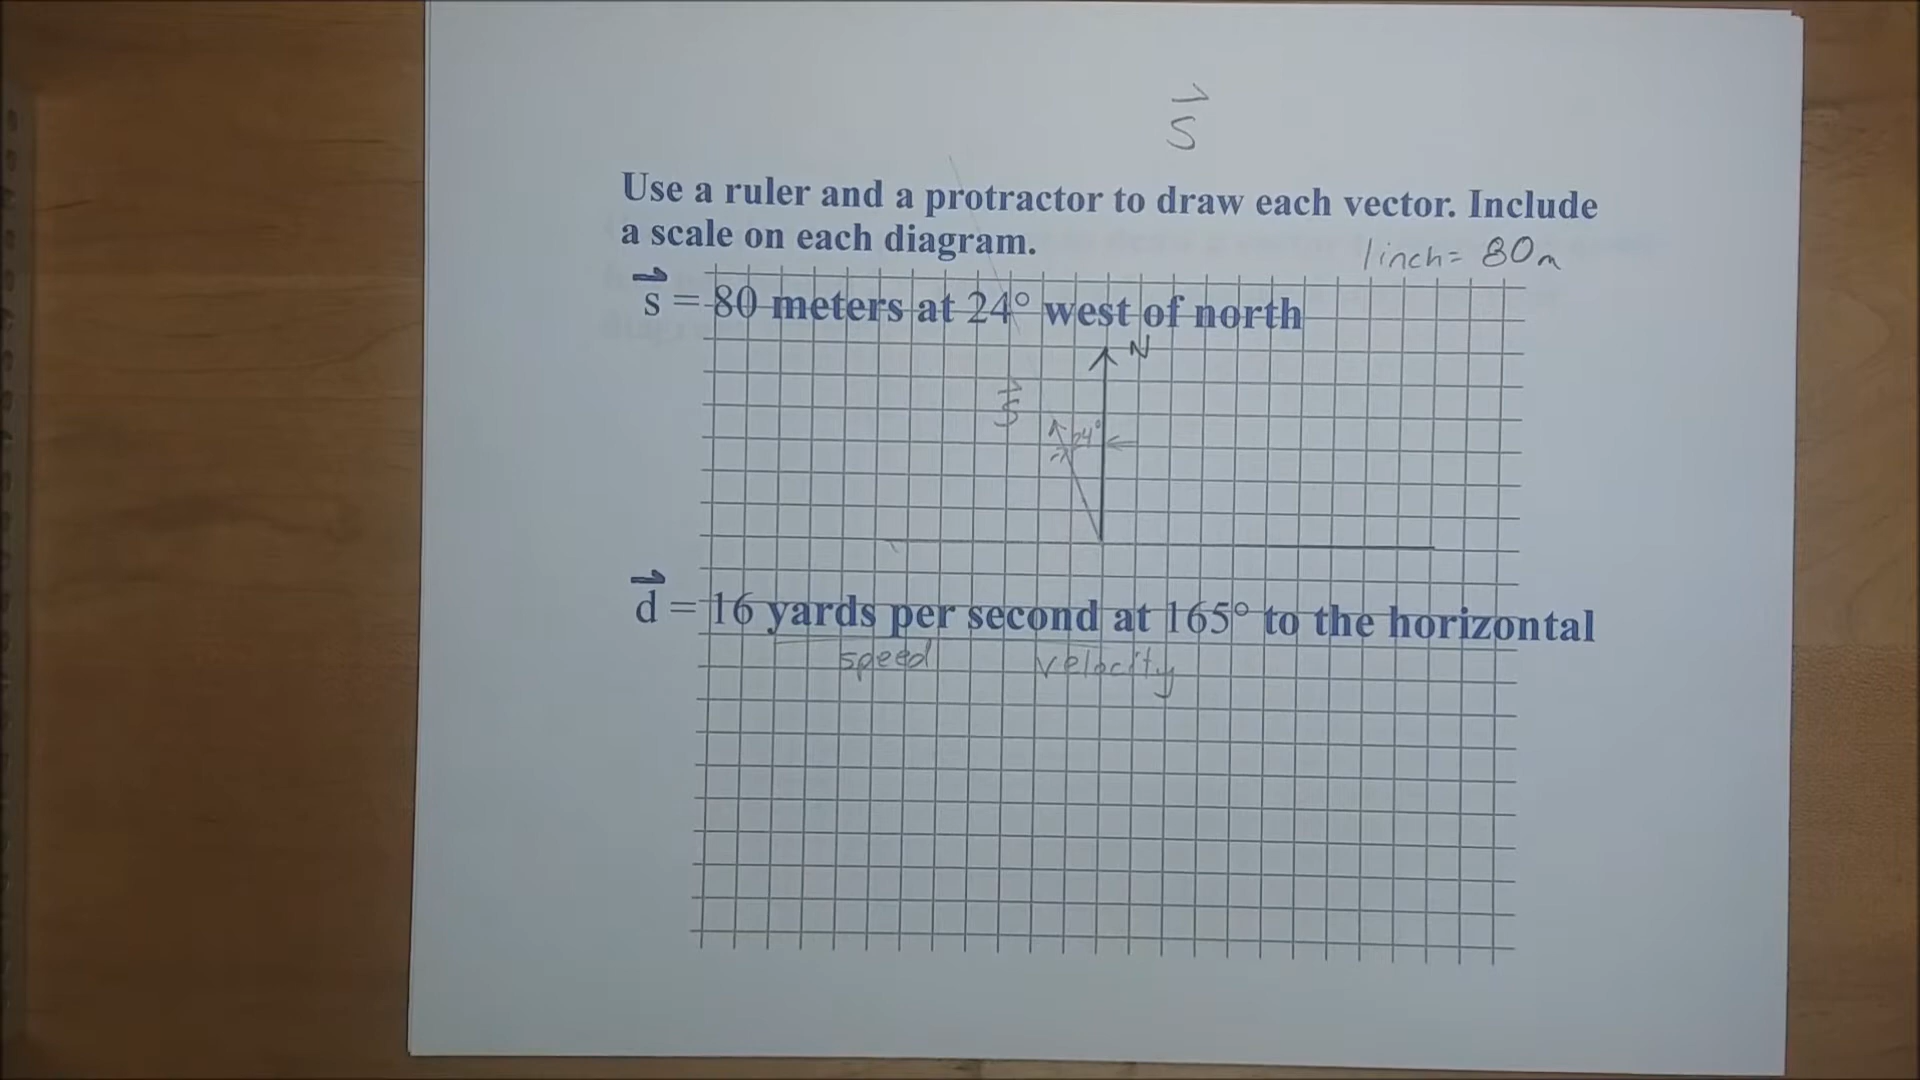 S
Use a ruler and a protractor to draw each vector. Include
a scale on each diagram.
1 inch = 80m
s = 80 meters at 24° west of north
N
S
24°
d = 16 yards per second at 165° to the horizontal
speed velocity